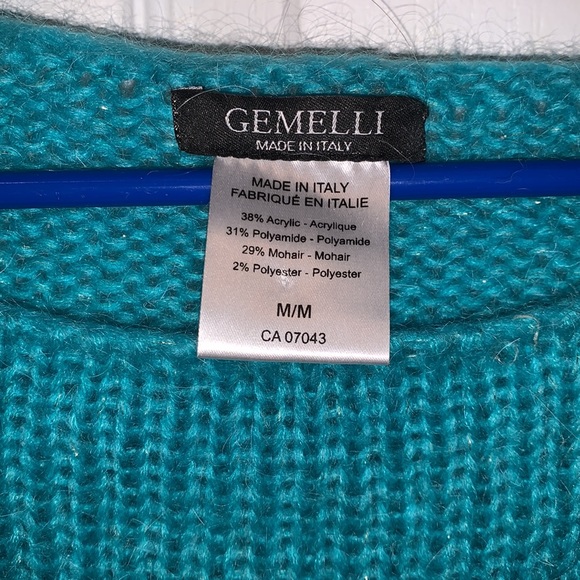 GEMELLI
MADE IN ITALY
MADE IN ITALY
FABRIQUÉ EN ITALIE
38% Acrylic - Acrylique
31% Polyamide - Polyamide
29% Mohair - Mohair
2% Polyester - Polyester
M/M
CA 07043